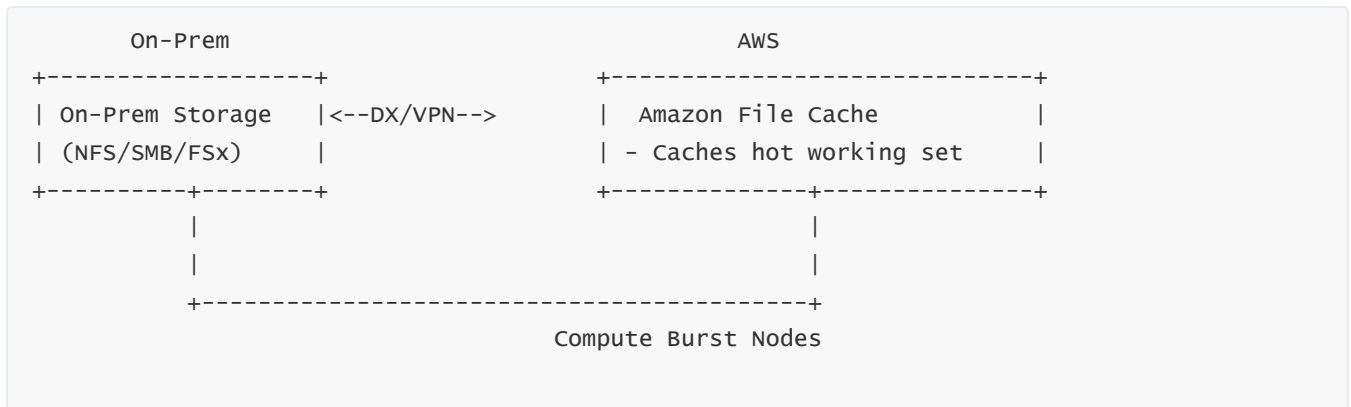 On-Prem                                    AWS
+-------------------+                   +------------------------------+
| On-Prem Storage   |<--DX/VPN-->       |  Amazon File Cache           |
| (NFS/SMB/FSx)     |                   | - Caches hot working set     |
+----------+--------+                   +--------------+---------------+
           |                                           |
           |                                           |
           +-------------------------------------------+
                         Compute Burst Nodes